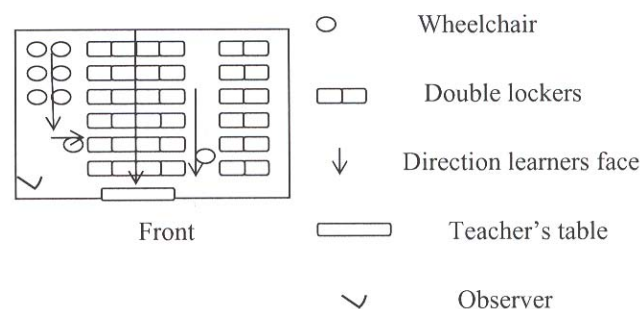 Wheelchair
Double lockers
Direction learners face
Front
Teacher's table
Observer